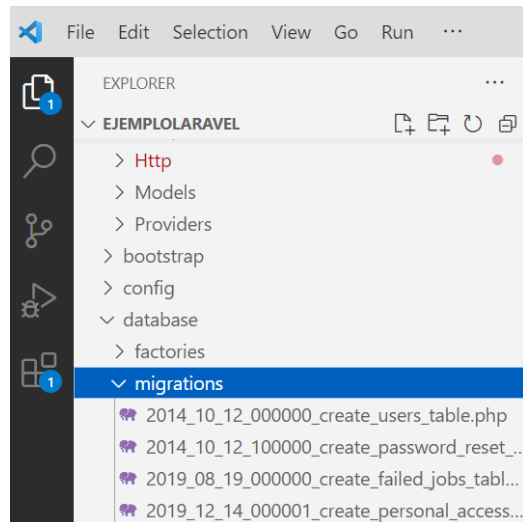 File Edit Selection View Go Run ...
EXPLORER ...
EJEMPLOLARAVEL
Http
Models
Providers
bootstrap
config
database
factories
migrations
2014_10_12_000000_create_users_table.php
2014_10_12_100000_create_password_reset_...
2019_08_19_000000_create_failed_jobs_tabl...
2019_12_14_000001_create_personal_access...
1
1